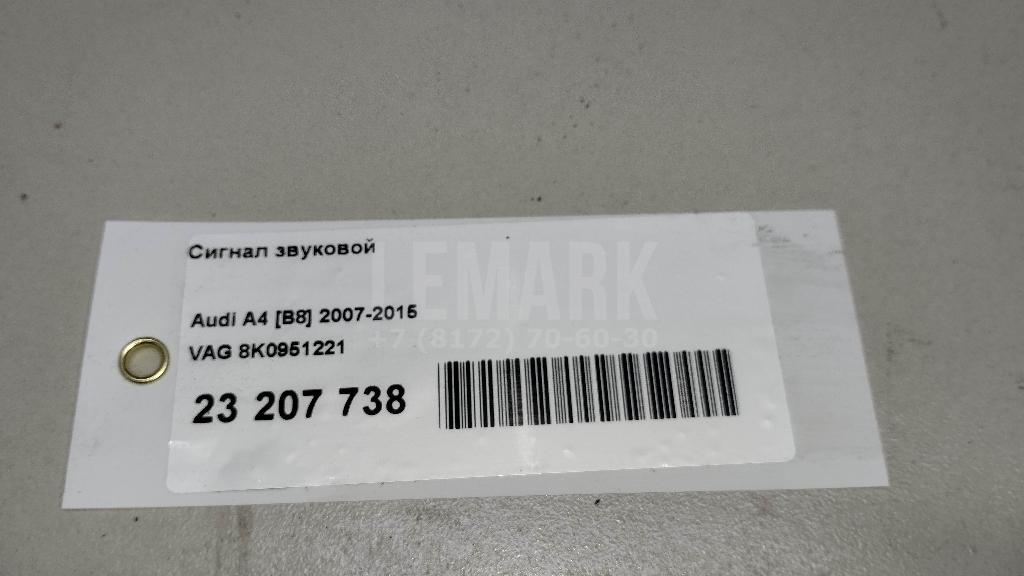 Сигнал звуковой
LEMARK
Audi A4 [B8] 2007-2015
+7 (8172) 70-60-30
VAG 8K0951221
23 207 738